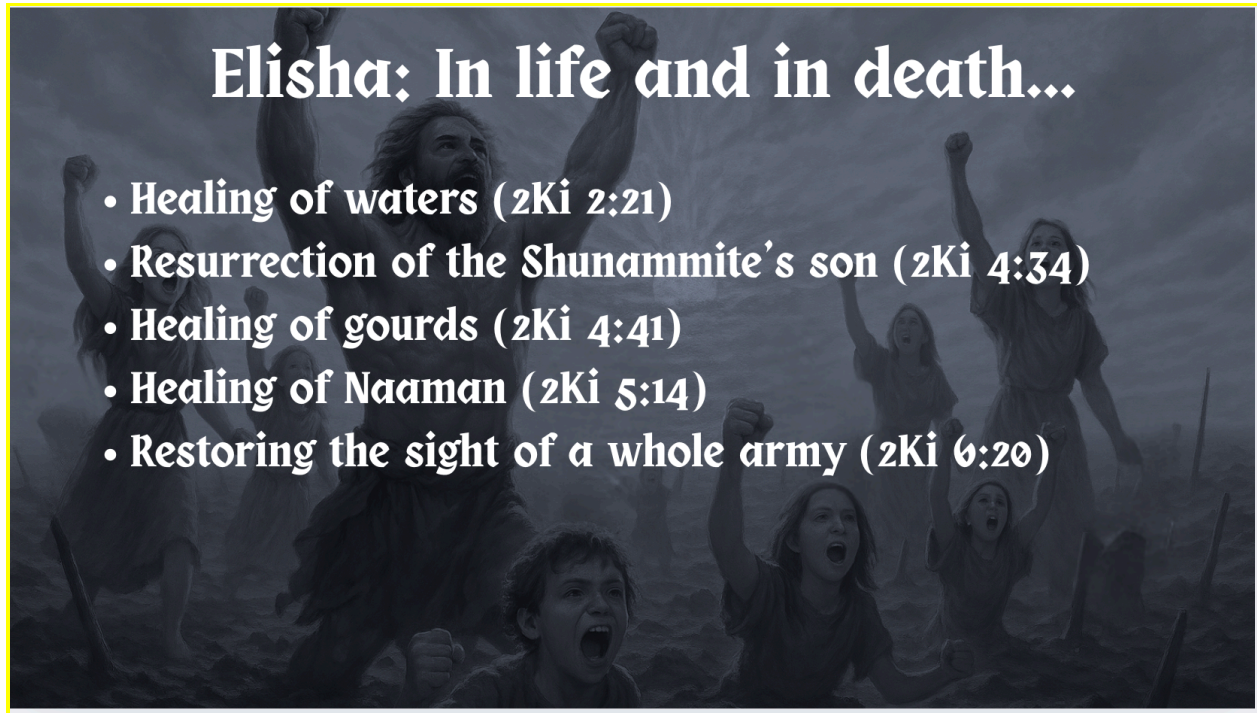 Elisha: In life and in death...
• Healing of waters (2Ki 2:21)
• Resurrection of the Shunammite's son (2Ki 4:34)
• Healing of gourds (2Ki 4:41)
• Healing of Naaman (2Ki 5:14)
• Restoring the sight of a whole army (2Ki 6:20)